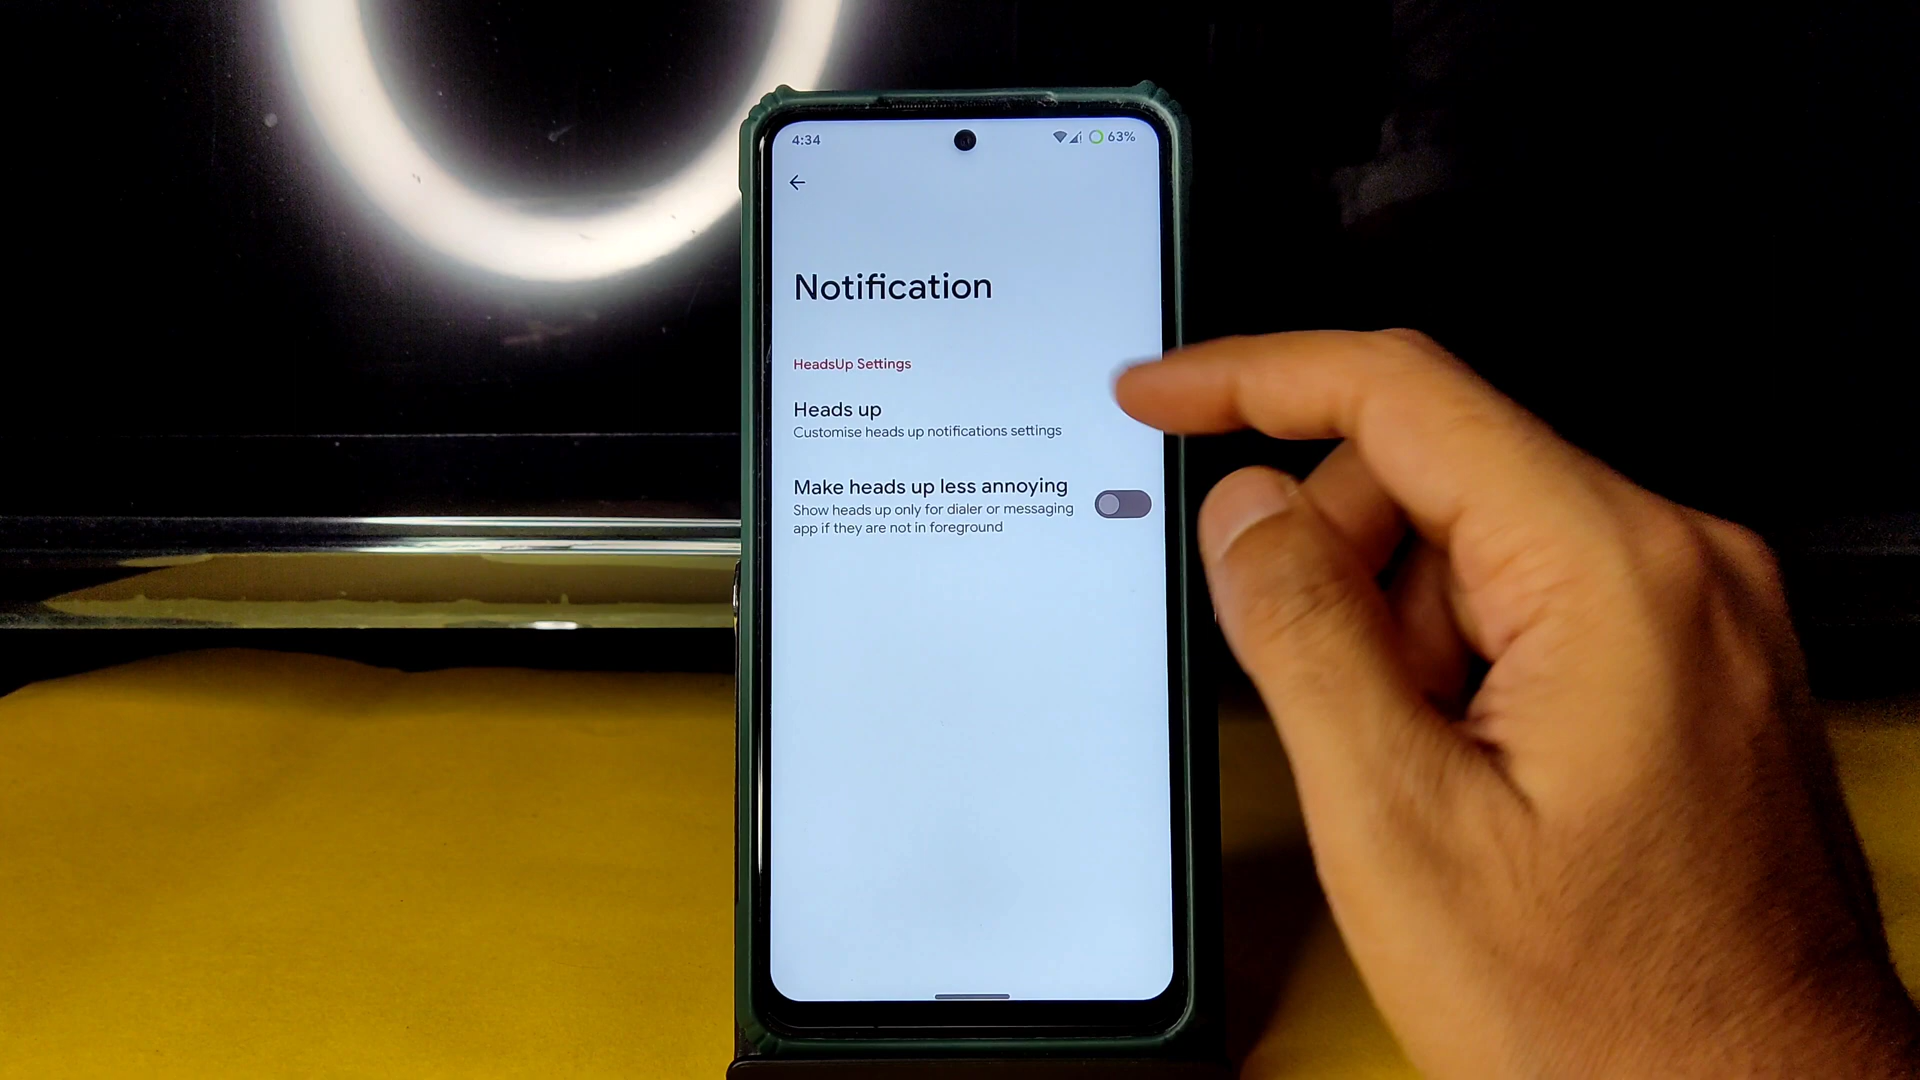 4:34
63%
Notification
HeadsUp Settings
Heads up
Customise heads up notifications settings
Make heads up less annoying
Show heads up only for dialer or messaging
app if they are not in foreground